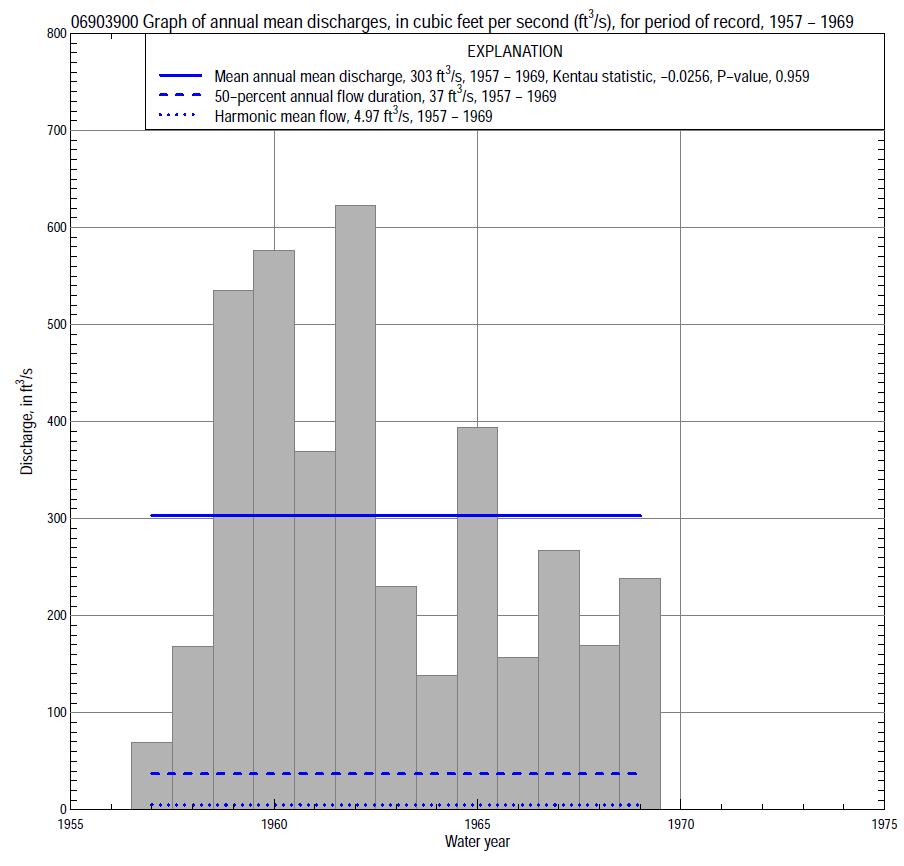 06903900 Graph of annual mean discharges, in cubic feet per second (ft³/s), for period of record, 1957 – 1969
EXPLANATION
Mean annual mean discharge, 303 ft³/s, 1957 – 1969, Kentau statistic, –0.0256, P–value, 0.959
50–percent annual flow duration, 37 ft³/s, 1957 – 1969
Harmonic mean flow, 4.97 ft³/s, 1957 – 1969
800
700
600
500
400
300
200
100
0
Discharge, in ft³/s
1955 1960 1965 1970 1975
Water year